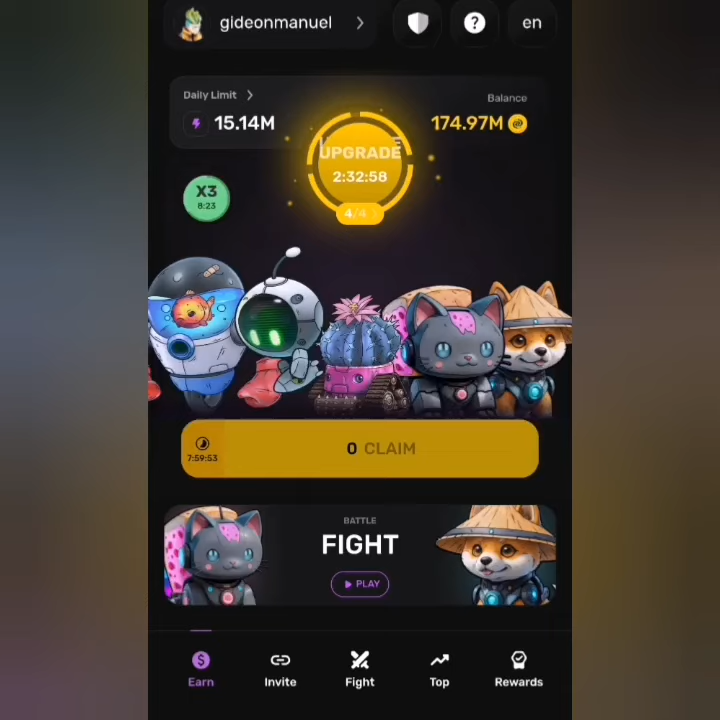 gideonmanuel
en
Daily Limit
15.14M
Balance
174.97M
UPGRADE
2:32:58
4/4
X3
8:23
7:59:53
0 CLAIM
BATTLE
FIGHT
PLAY
Earn
Invite
Fight
Top
Rewards